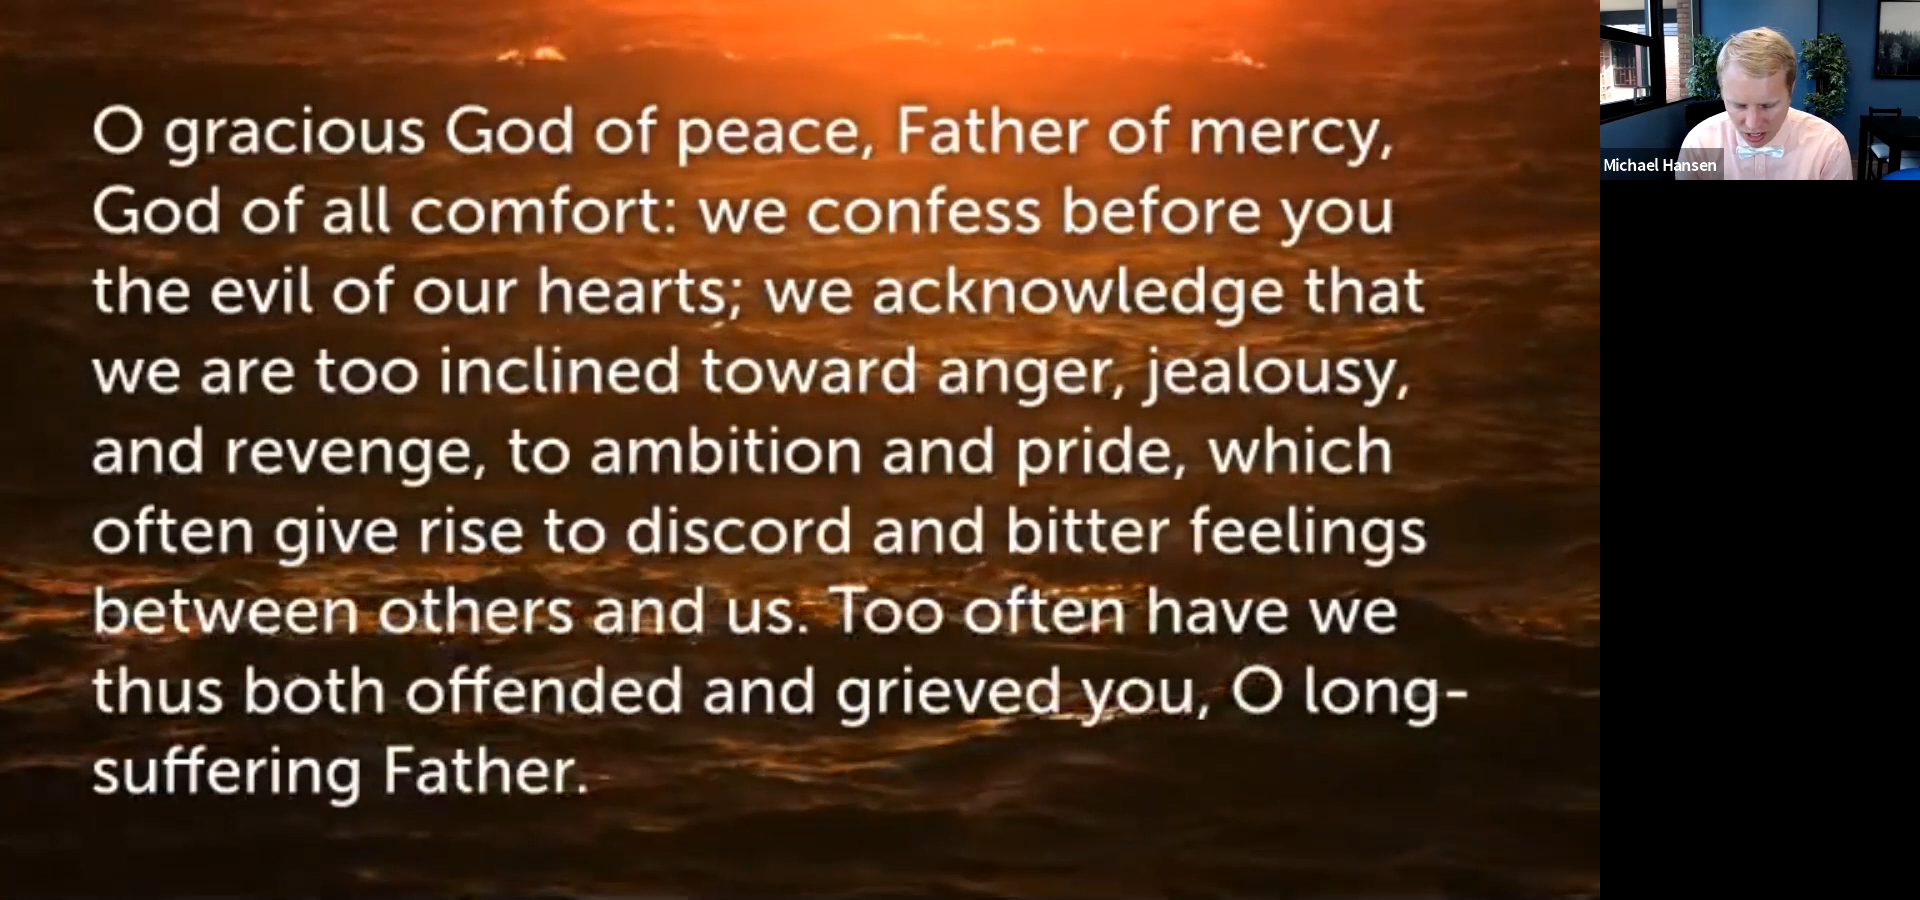 O gracious God of peace, Father of mercy,
God of all comfort: we confess before you
the evil of our hearts; we acknowledge that
we are too inclined toward anger, jealousy,
and revenge, to ambition and pride, which
often give rise to discord and bitter feelings
between others and us. Too often have we
thus both offended and grieved you, O long-
suffering Father.
Michael Hansen